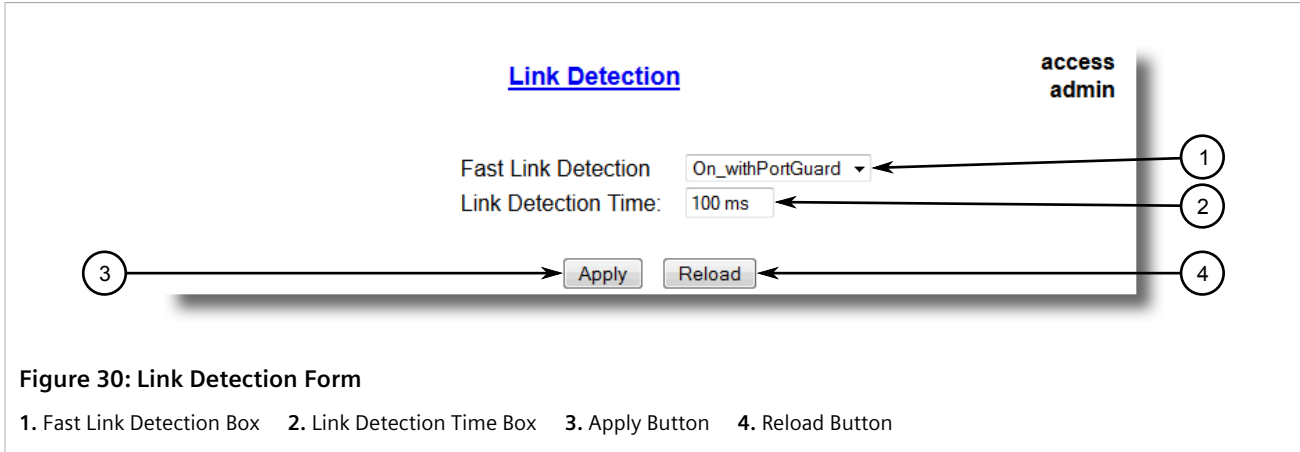 Link Detection
access
admin
Fast Link Detection On_withPortGuard
1
Link Detection Time: 100 ms
2
3
Apply Reload
4
Figure 30: Link Detection Form
1. Fast Link Detection Box 2. Link Detection Time Box 3. Apply Button 4. Reload Button